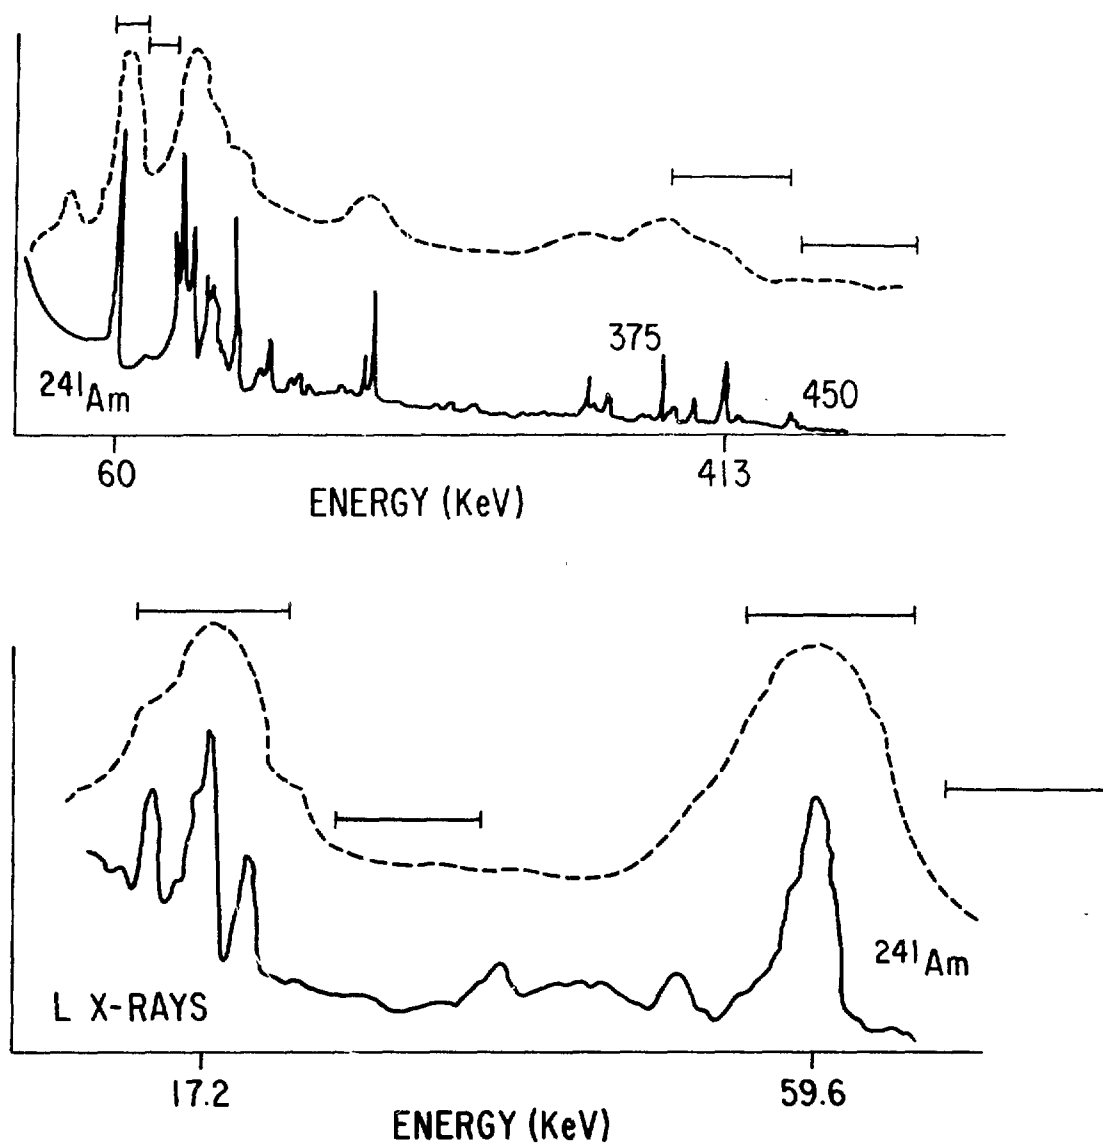 375
450
²⁴¹Am
60 413
ENERGY (KeV)
²⁴¹Am
L X-RAYS
17.2 59.6
ENERGY (KeV)